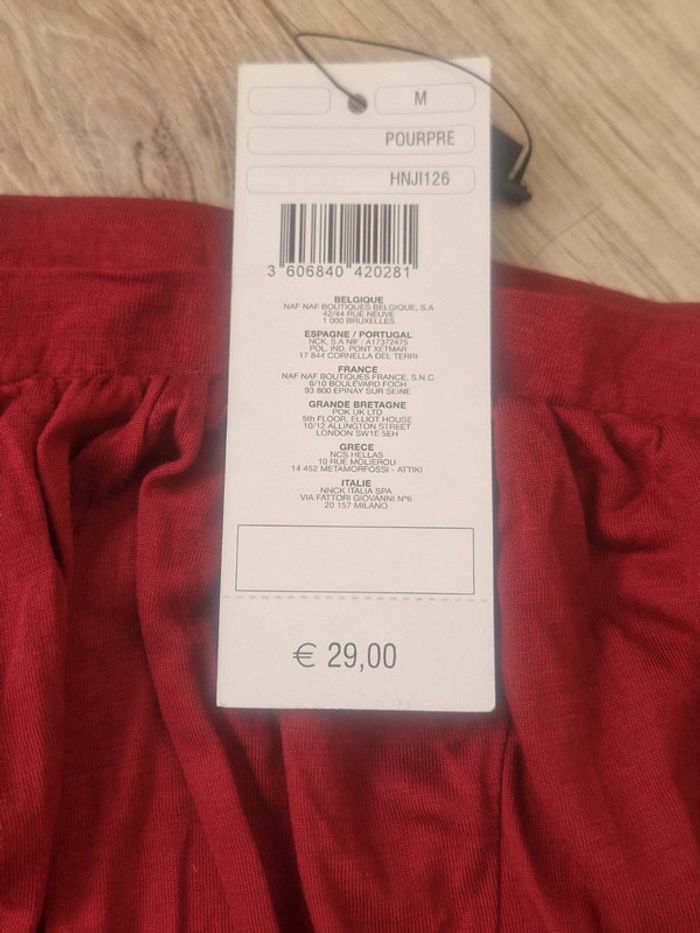 M
POURPRE
HNJI126
3 606840 420281
BELGIQUE
NAF NAF BOUTIQUES BELGIQUE, S.A
42/44 RUE NEUVE
1 000 BRUXELLES
ESPAGNE / PORTUGAL
NCK, S.A NIF : A17372475
POL. IND. PONT XETMAR
17 844 CORNELLA DEL TERRI
FRANCE
NAF NAF BOUTIQUES FRANCE, S.N.C
6/10 BOULEVARD FOCH
93 800 EPINAY SUR SEINE
GRANDE BRETAGNE
POK UK LTD
5th FLOOR, ELLIOT HOUSE
10/12 ALLINGTON STREET
LONDON SW1E 5EH
GRECE
NCS HELLAS
10 RUE MOLIEROU
14 452 METAMORFOSSI - ATTIKI
ITALIE
NNCK ITALIA SPA
VIA FATTORI GIOVANNI N°6
20 157 MILANO
€ 29,00